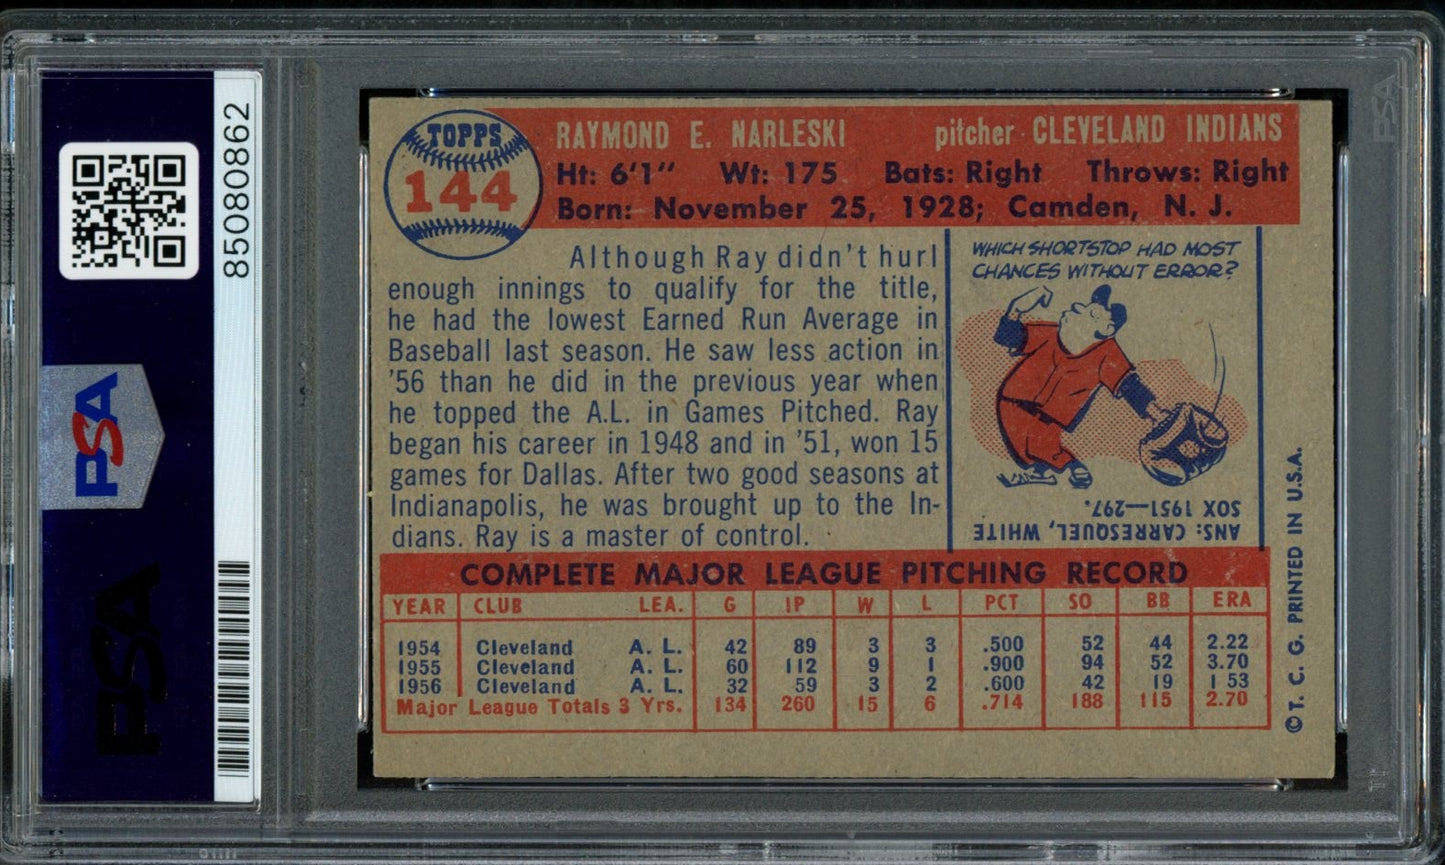 85080862
PSA
PSA
PSA
TOPPS
144
RAYMOND E. NARLESKI pitcher CLEVELAND INDIANS
Ht: 6'1" Wt: 175 Bats: Right Throws: Right
Born: November 25, 1928; Camden, N. J.
Although Ray didn't hurl
enough innings to qualify for the title,
he had the lowest Earned Run Average in
Baseball last season. He saw less action in
'56 than he did in the previous year when
he topped the A.L. in Games Pitched. Ray
began his career in 1948 and in '51, won 15
games for Dallas. After two good seasons at
Indianapolis, he was brought up to the In-
dians. Ray is a master of control.
WHICH SHORTSTOP HAD MOST
CHANCES WITHOUT ERROR?
ANS: CARRESQUEL, WHITE
SOX 1951—297.
COMPLETE MAJOR LEAGUE PITCHING RECORD
YEAR CLUB LEA. G IP W L PCT SO BB ERA
1954 Cleveland A. L. 42 89 3 3 .500 52 44 2.22
1955 Cleveland A. L. 60 112 9 1 .900 94 52 3.70
1956 Cleveland A. L. 32 59 3 2 .600 42 19 1 53
Major League Totals 3 Yrs. 134 260 15 6 .714 188 115 2.70
© T. C. G. PRINTED IN U.S.A.